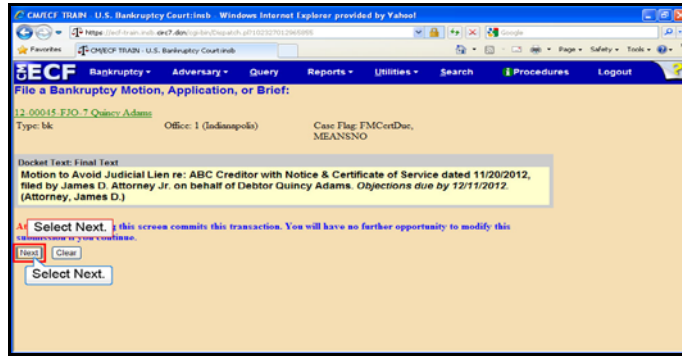 CM/ECF TRAIN - U.S. Bankruptcy Court:insb - Windows Internet Explorer provided by Yahoo!
Google
Favorites CM/ECF TRAIN - U.S. Bankruptcy Court:insb Page Safety Tools
ECF Bankruptcy Adversary Query Reports Utilities Search Procedures Logout ?
File a Bankruptcy Motion, Application, or Brief:
12-00045-FJO-7 Quincy Adams
Type: bk Office: 1 (Indianapolis) Case Flag: FMCertDue,
MEANSNO
Docket Text: Final Text
Motion to Avoid Judicial Lien re: ABC Creditor with Notice & Certificate of Service dated 11/20/2012,
filed by James D. Attorney Jr. on behalf of Debtor Quincy Adams. Objections due by 12/11/2012.
(Attorney, James D.)
Select Next. this screen commits this transaction. You will have no further opportunity to modify this
if you continue.
Next Clear
Select Next.